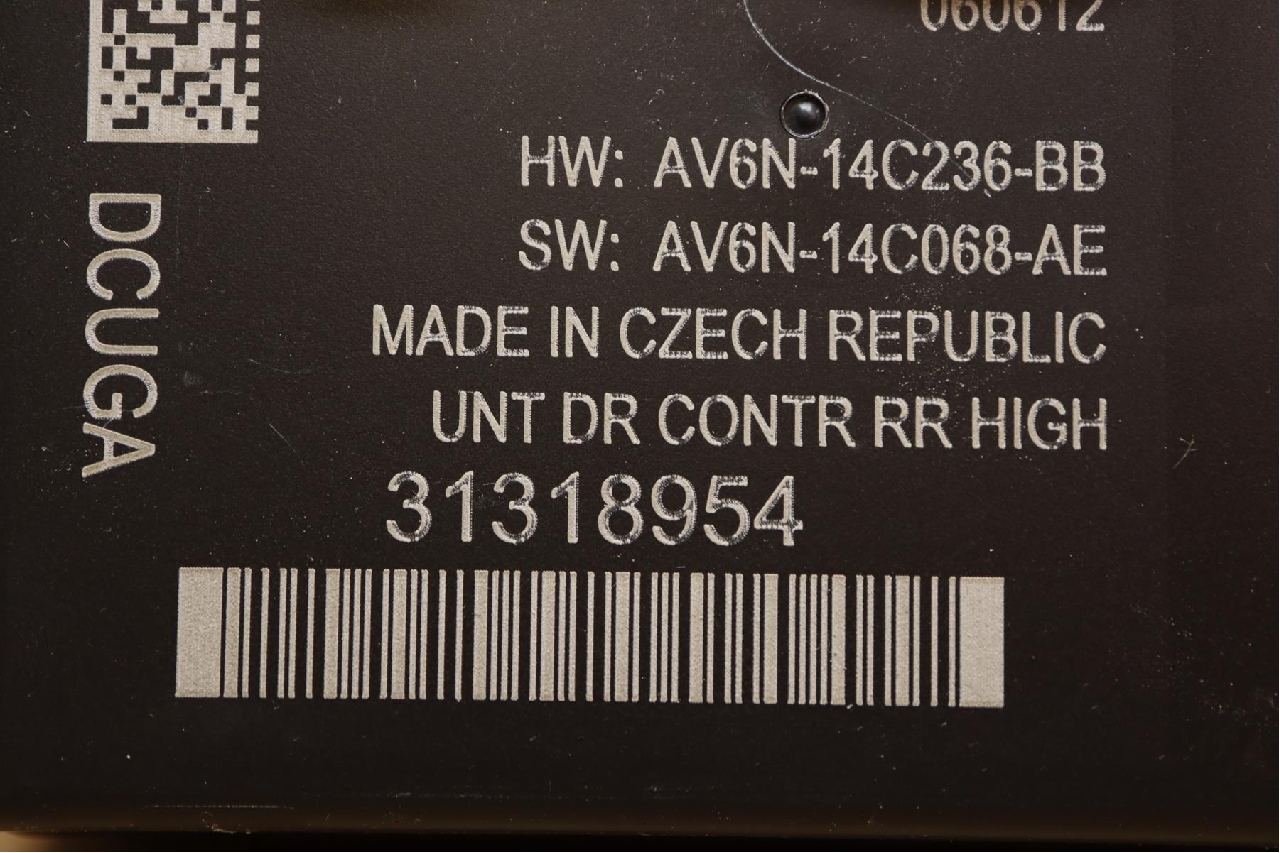 060612
HW: AV6N-14C236-BB
SW: AV6N-14C068-AE
MADE IN CZECH REPUBLIC
UNT DR CONTR RR HIGH
31318954
DCUGA